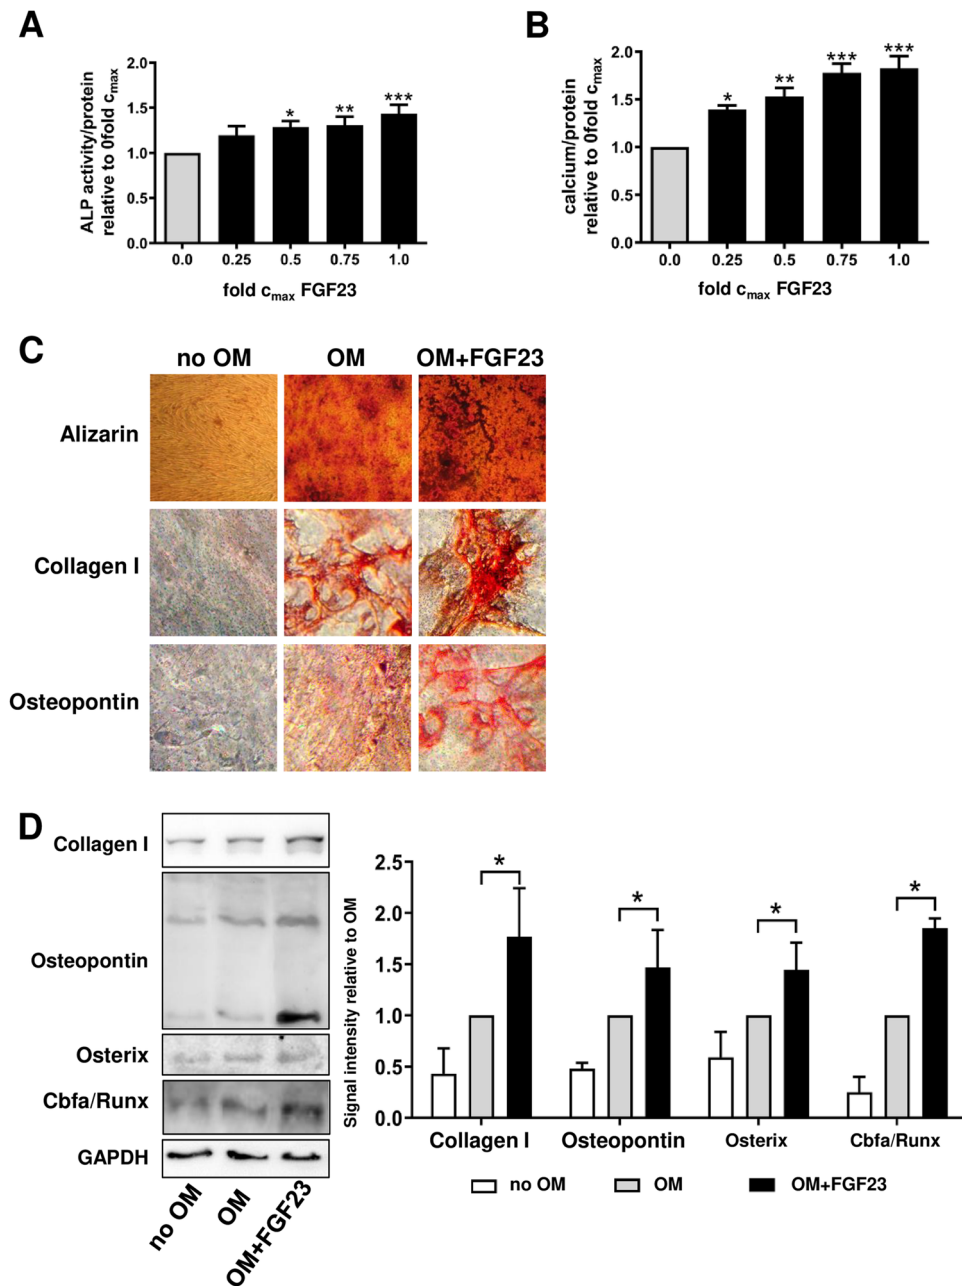 A
ALP activity/protein
relative to 0fold cmax
2.0
1.5
1.0
0.5
0.0
*
**
***
0.0 0.25 0.5 0.75 1.0
fold cmax FGF23
B
calcium/protein
relative to 0fold cmax
2.0
1.5
1.0
0.5
0.0
*
**
***
***
0.0 0.25 0.5 0.75 1.0
fold cmax FGF23
C
no OM OM OM+FGF23
Alizarin
Collagen I
Osteopontin
D
Collagen I
Osteopontin
Osterix
Cbfa/Runx
GAPDH
no OM
OM
OM+FGF23
Signal intensity relative to OM
2.5
2.0
1.5
1.0
0.5
0.0
*
*
*
*
Collagen I Osteopontin Osterix Cbfa/Runx
no OM OM OM+FGF23